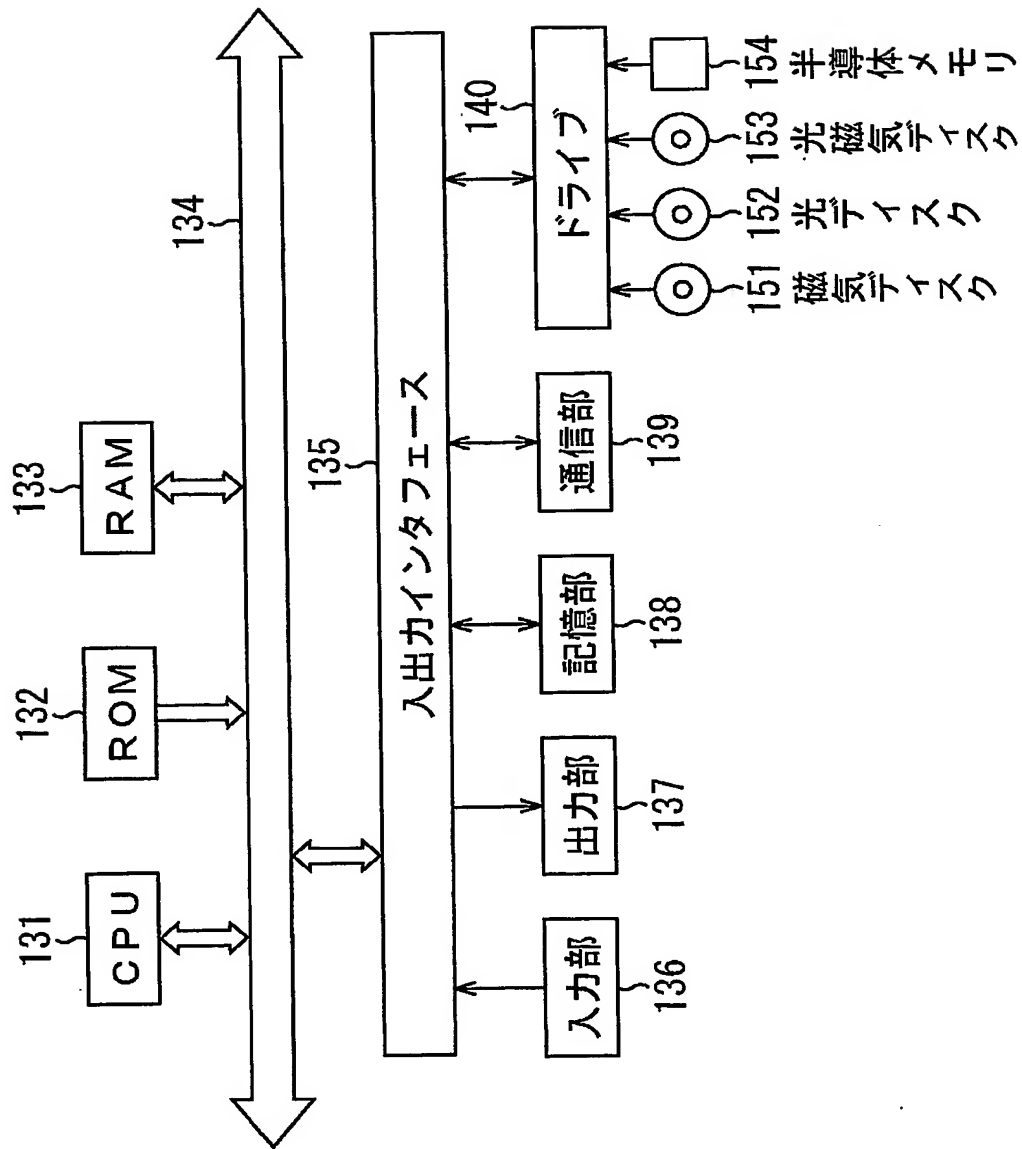 131
CPU
132
ROM
133
RAM
134
135
入出力インタフェース
入力部
136
出力部
137
記憶部
138
通信部
139
140
ドライブ
151
磁気ディスク
152
光ディスク
153
光磁気ディスク
154
半導体メモリ